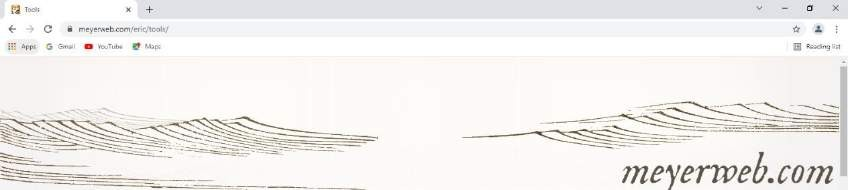 Tools
meyerweb.com/eric/tools/
Apps Gmail YouTube Maps Reading list
meyerweb.com